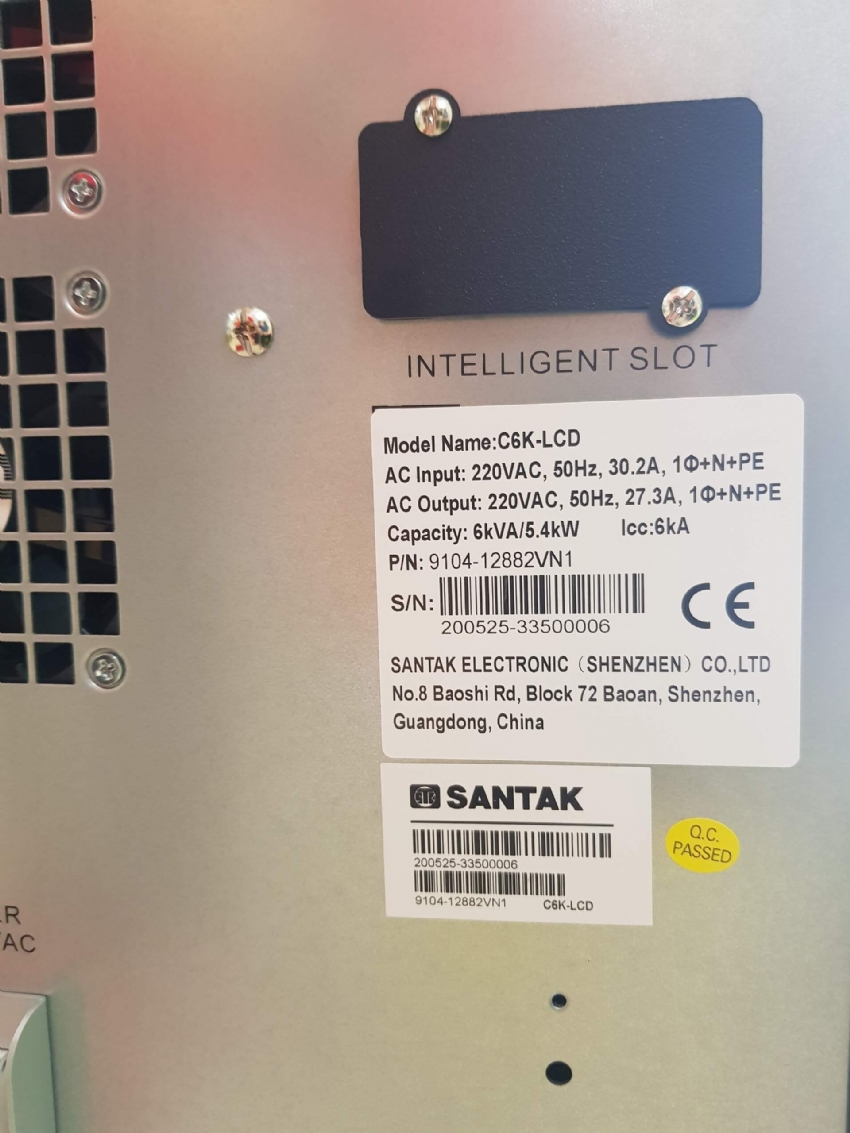 INTELLIGENT SLOT
Model Name:C6K-LCD
AC Input: 220VAC, 50Hz, 30.2A, 1Φ+N+PE
AC Output: 220VAC, 50Hz, 27.3A, 1Φ+N+PE
Capacity: 6kVA/5.4kW Icc:6kA
P/N: 9104-12882VN1
S/N:
200525-33500006
CE
SANTAK ELECTRONIC（SHENZHEN）CO.,LTD
No.8 Baoshi Rd, Block 72 Baoan, Shenzhen,
Guangdong, China
SANTAK
200525-33500006
9104-12882VN1 C6K-LCD
Q.C.
PASSED